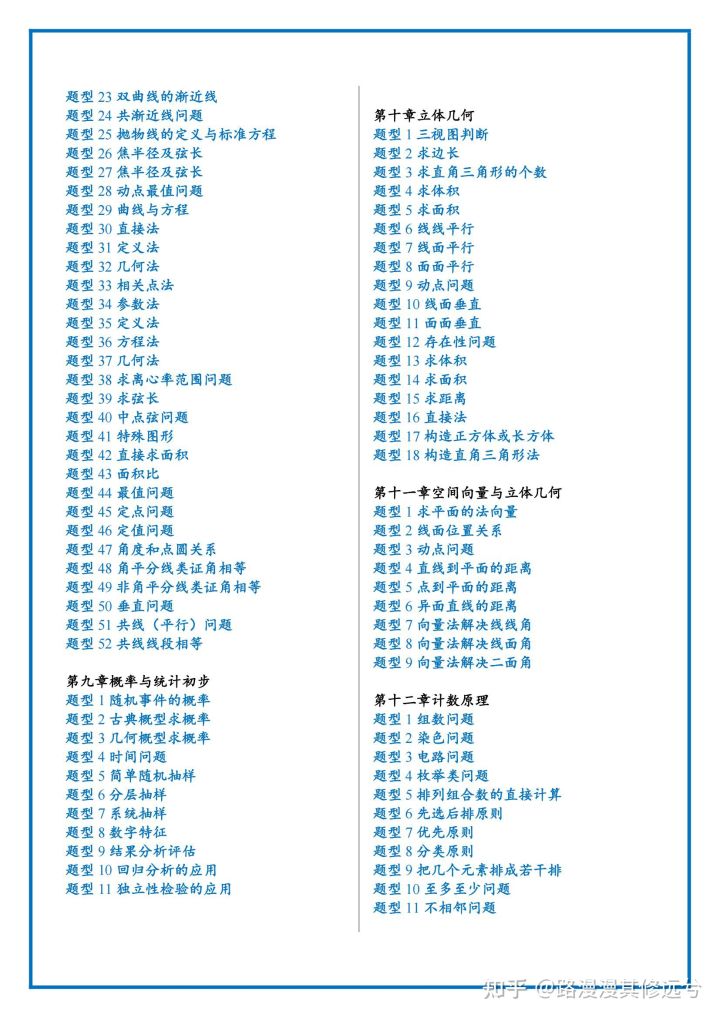 题型 23 双曲线的渐近线
题型 24 共渐近线问题
题型 25 抛物线的定义与标准方程
题型 26 焦半径及弦长
题型 27 焦半径及弦长
题型 28 动点最值问题
题型 29 曲线与方程
题型 30 直接法
题型 31 定义法
题型 32 几何法
题型 33 相关点法
题型 34 参数法
题型 35 定义法
题型 36 方程法
题型 37 几何法
题型 38 求离心率范围问题
题型 39 求弦长
题型 40 中点弦问题
题型 41 特殊图形
题型 42 直接求面积
题型 43 面积比
题型 44 最值问题
题型 45 定点问题
题型 46 定值问题
题型 47 角度和点圆关系
题型 48 角平分线类证角相等
题型 49 非角平分线类证角相等
题型 50 垂直问题
题型 51 共线（平行）问题
题型 52 共线线段相等
第九章概率与统计初步
题型 1 随机事件的概率
题型 2 古典概型求概率
题型 3 几何概型求概率
题型 4 时间问题
题型 5 简单随机抽样
题型 6 分层抽样
题型 7 系统抽样
题型 8 数字特征
题型 9 结果分析评估
题型 10 回归分析的应用
题型 11 独立性检验的应用
第十章立体几何
题型 1 三视图判断
题型 2 求边长
题型 3 求直角三角形的个数
题型 4 求体积
题型 5 求面积
题型 6 线线平行
题型 7 线面平行
题型 8 面面平行
题型 9 动点问题
题型 10 线面垂直
题型 11 面面垂直
题型 12 存在性问题
题型 13 求体积
题型 14 求面积
题型 15 求距离
题型 16 直接法
题型 17 构造正方体或长方体
题型 18 构造直角三角形法
第十一章空间向量与立体几何
题型 1 求平面的法向量
题型 2 线面位置关系
题型 3 动点问题
题型 4 直线到平面的距离
题型 5 点到平面的距离
题型 6 异面直线的距离
题型 7 向量法解决线线角
题型 8 向量法解决线面角
题型 9 向量法解决二面角
第十二章计数原理
题型 1 组数问题
题型 2 染色问题
题型 3 电路问题
题型 4 枚举类问题
题型 5 排列组合数的直接计算
题型 6 先选后排原则
题型 7 优先原则
题型 8 分类原则
题型 9 把几个元素排成若干排
题型 10 至多至少问题
题型 11 不相邻问题
知乎 @路漫漫其修远兮